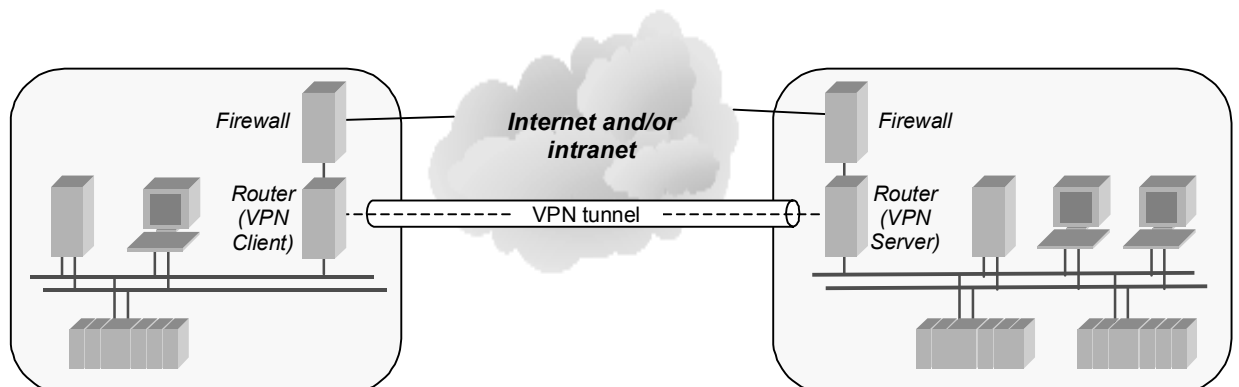 Firewall
Internet and/or
intranet
Firewall
Router
(VPN
Client)
VPN tunnel
Router
(VPN
Server)